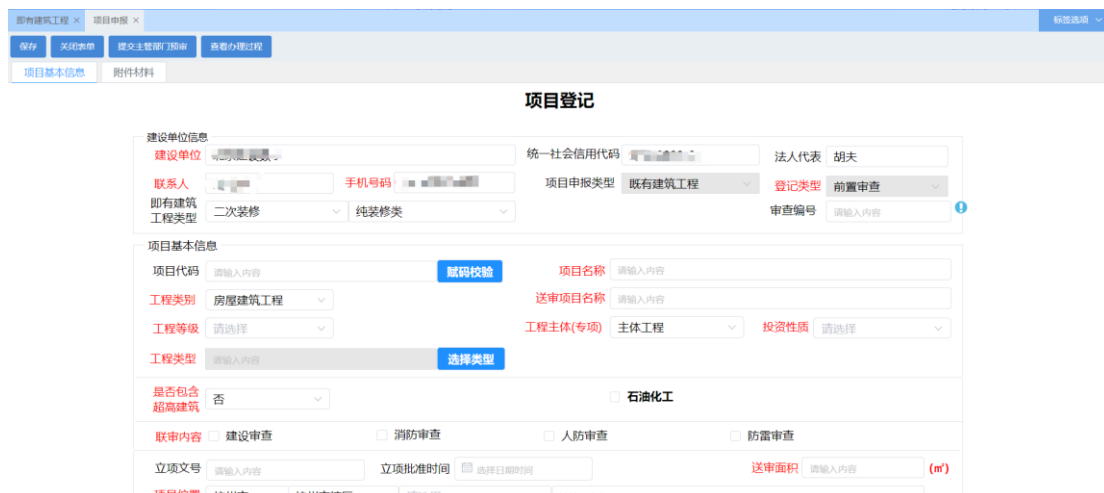 即有建筑工程 × 项目申报 × 标签选项
保存 关闭表单 提交主管部门预审 查看办理过程
项目基本信息 附件材料
项目登记
建设单位信息
建设单位 统一社会信用代码 法人代表 胡夫
联系人 手机号码 项目申报类型 既有建筑工程 登记类型 前置审查
即有建筑
工程类型 二次装修 纯装修类 审查编号 请输入内容
项目基本信息
项目代码 请输入内容 赋码校验 项目名称 请输入内容
工程类别 房屋建筑工程 送审项目名称 请输入内容
工程等级 请选择 工程主体(专项) 主体工程 投资性质 请选择
工程类型 请输入内容 选择类型
是否包含
超高建筑 否 石油化工
联审内容 建设审查 消防审查 人防审查 防雷审查
立项文号 请输入内容 立项批准时间 选择日期时间 送审面积 请输入内容 (㎡)
项目位置